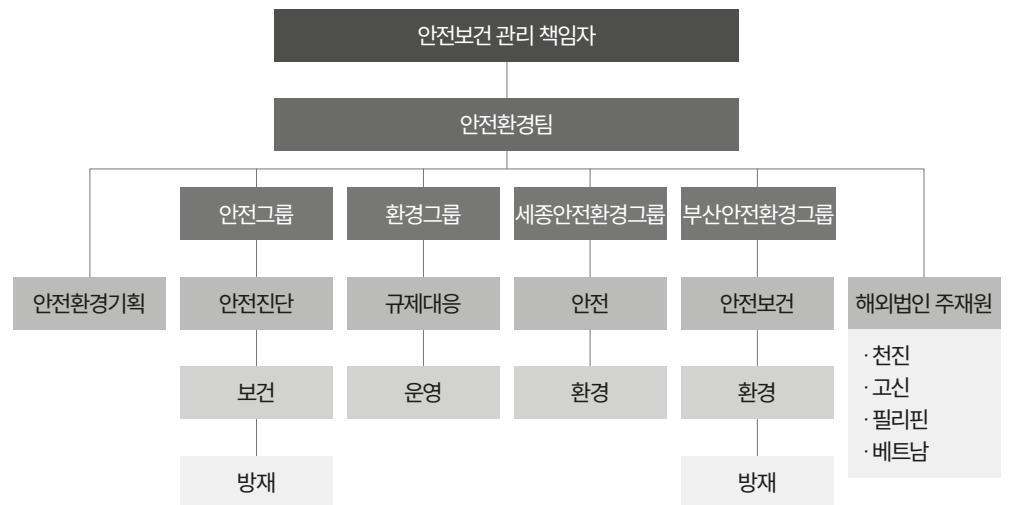 안전보건 관리 책임자
안전환경팀
안전그룹
환경그룹
세종안전환경그룹
부산안전환경그룹
안전환경기획
안전진단
규제대응
안전
안전보건
해외법인 주재원
보건
운영
환경
환경
· 천진
· 고신
· 필리핀
· 베트남
방재
방재